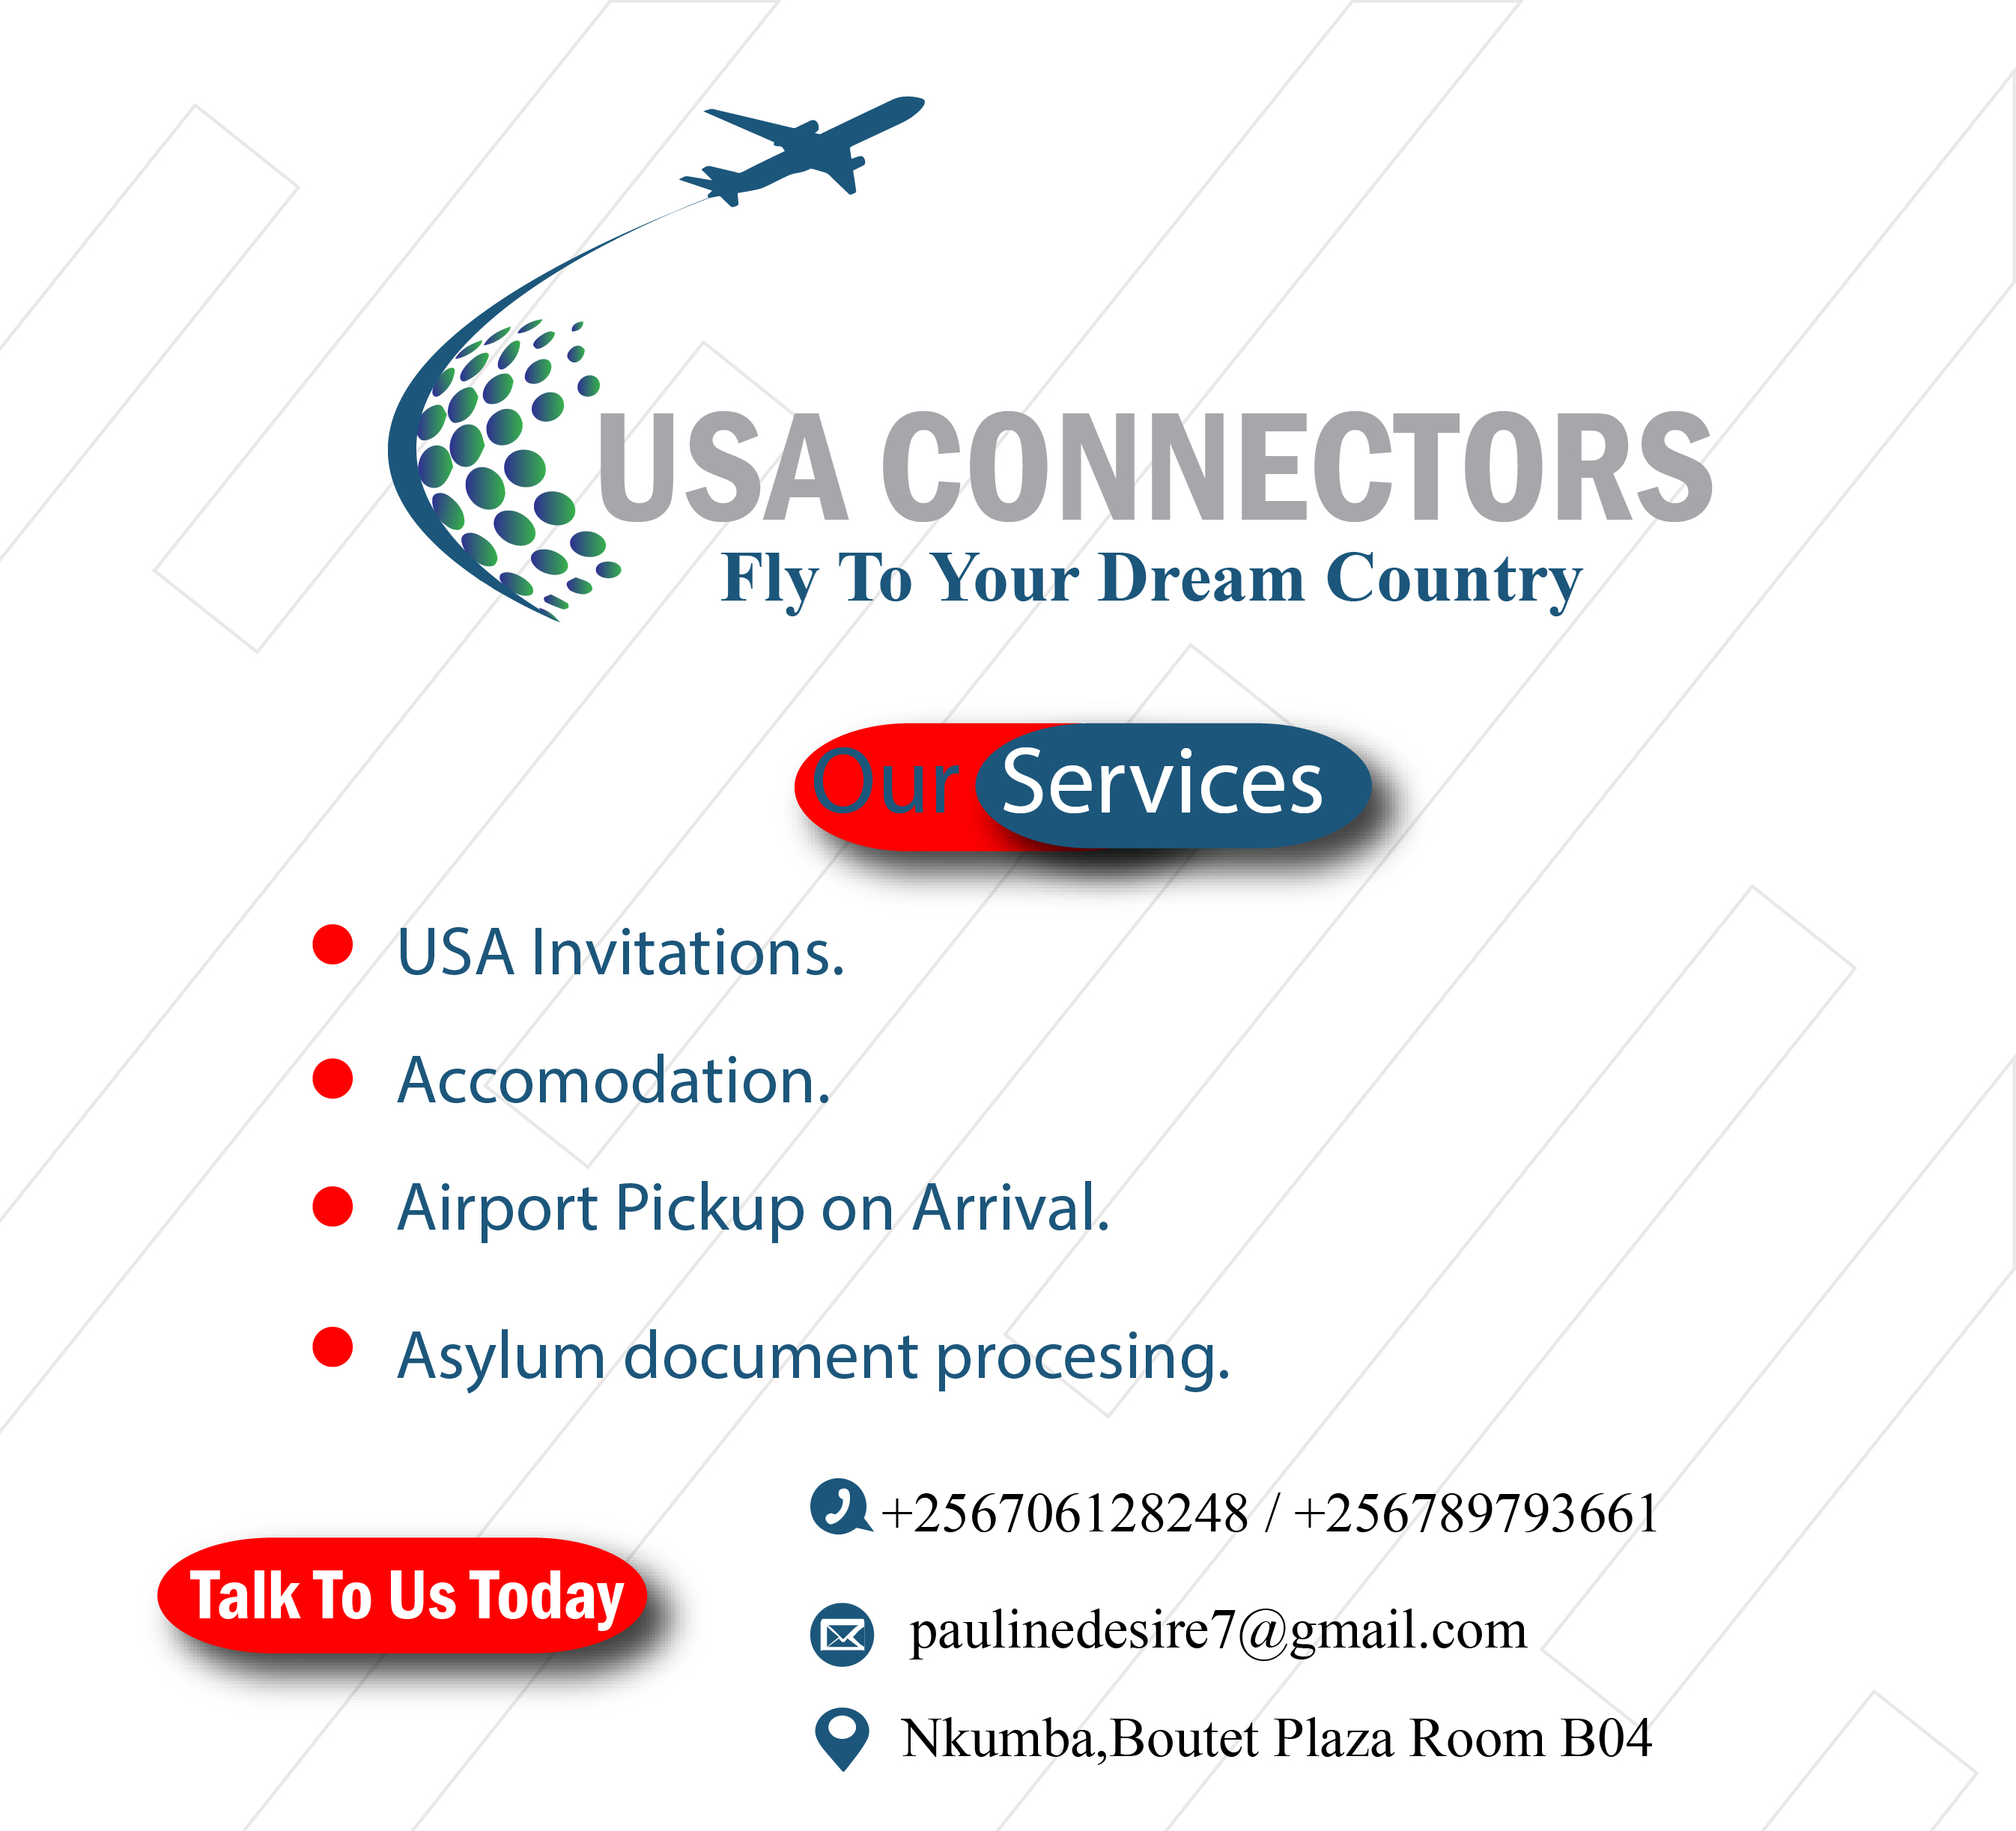 USA CONNECTORS
Fly To Your Dream Country
Our Services
USA Invitations.
Accomodation.
Airport Pickup on Arrival.
Asylum document procesing.
+256706128248 / +256789793661
Talk To Us Today
paulinedesire7@gmail.com
Nkumba,Boutet Plaza Room B04